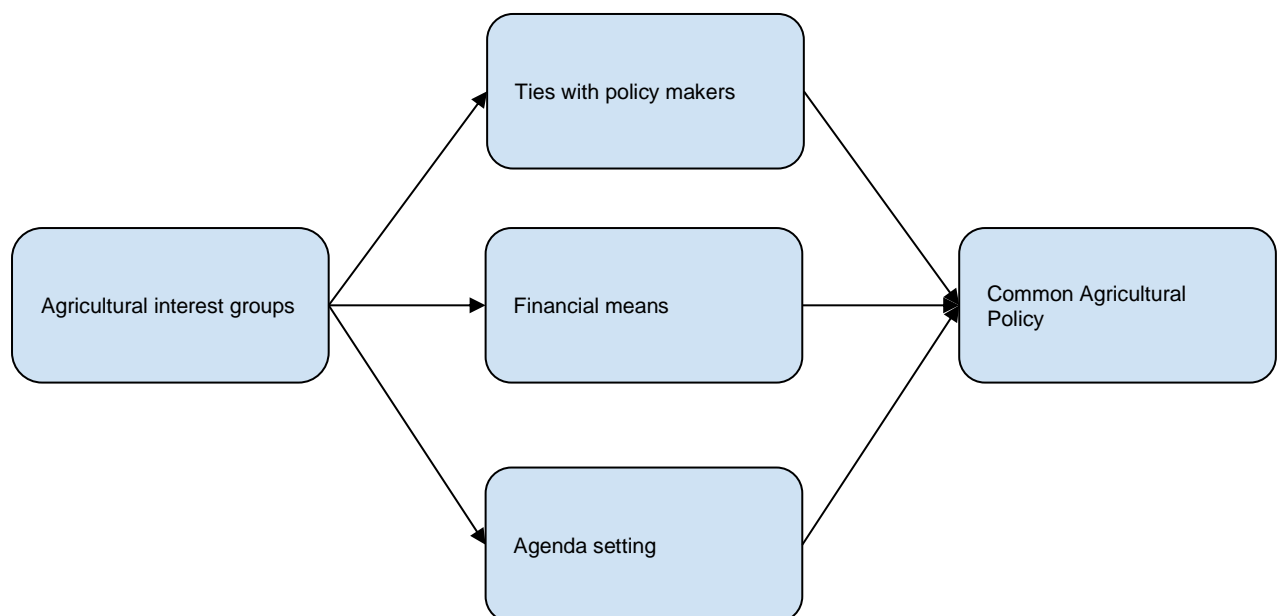 Ties with policy makers
Agricultural interest groups
Financial means
Common Agricultural
Policy
Agenda setting